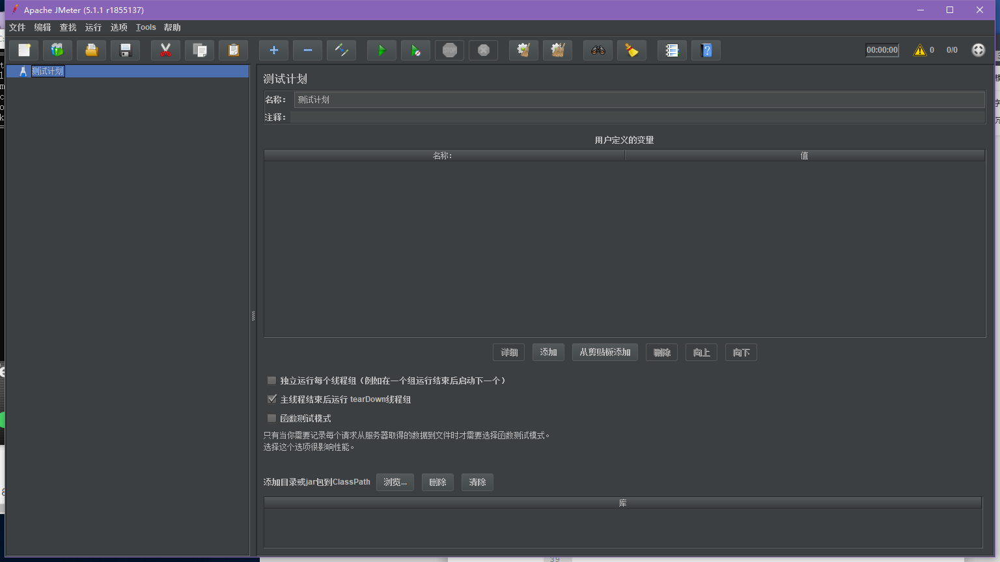 Apache JMeter (5.1.1 r1855137)
文件 编辑 查找 运行 选项 Tools 帮助
STOP
00:00:00 0 0/0
测试计划
测试计划
名称： 测试计划
注释：
用户定义的变量
名称: 值
详细 添加 从剪贴板添加 删除 向上 向下
独立运行每个线程组（例如在一个组运行结束后启动下一个）
主线程结束后运行 tearDown线程组
函数测试模式
只有当你需要记录每个请求从服务器取得的数据到文件时才需要选择函数测试模式。
选择这个选项很影响性能。
添加目录或jar包到ClassPath 浏览... 删除 清除
库
39